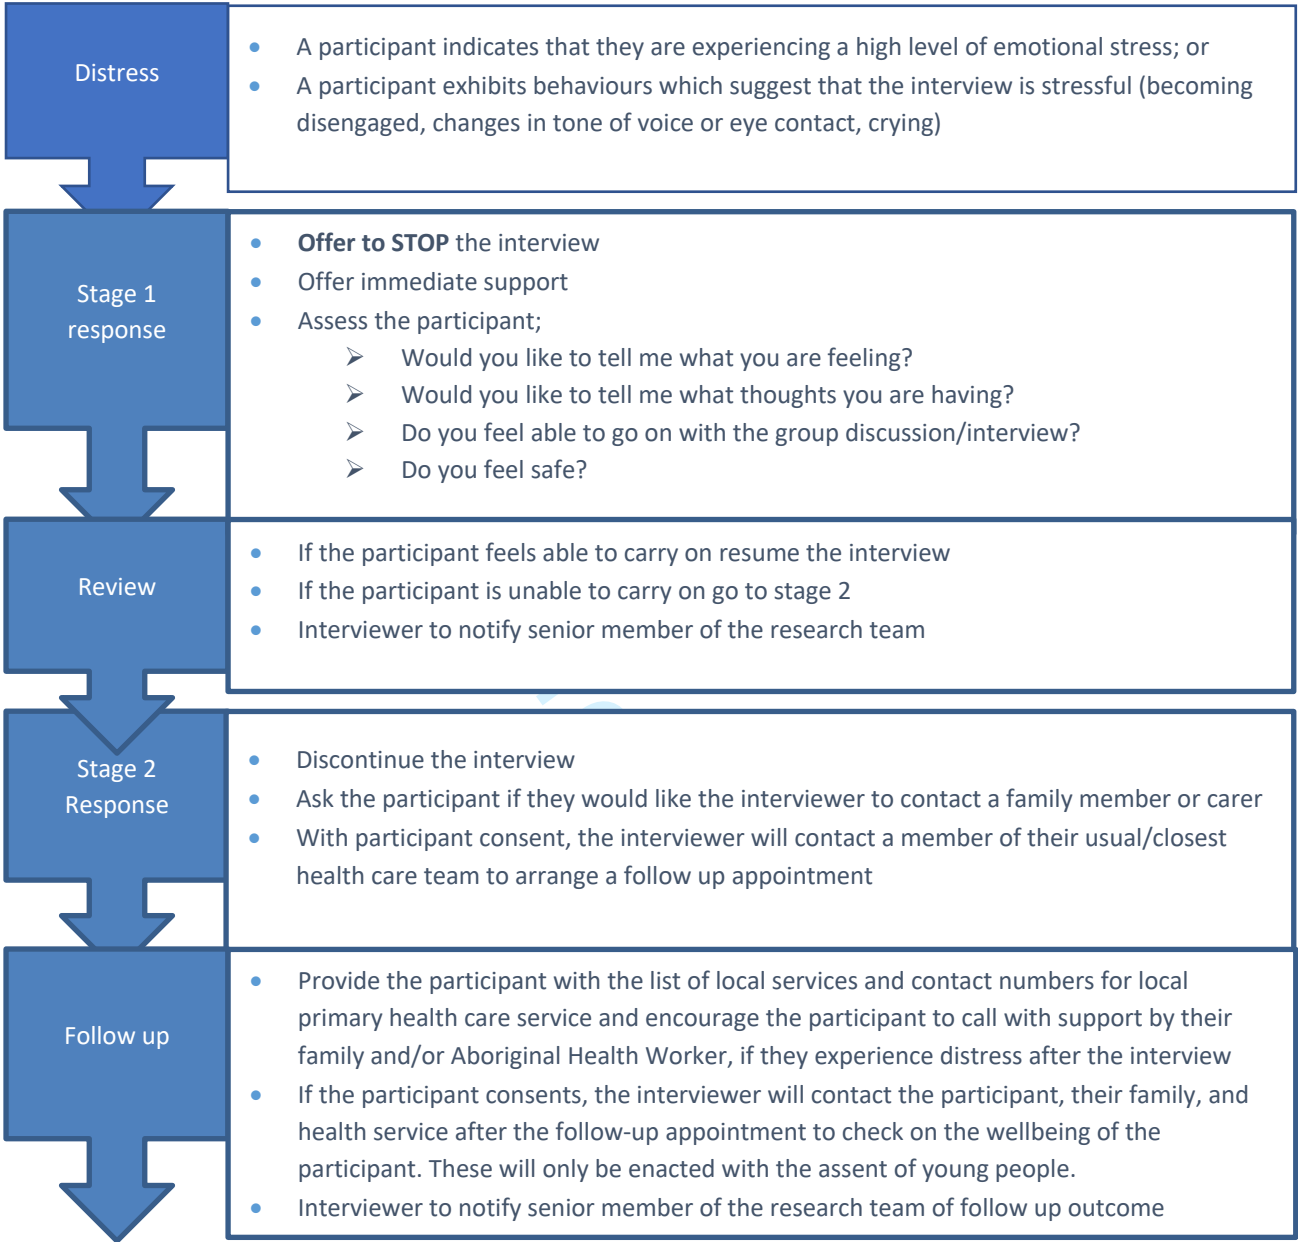 Distress
• A participant indicates that they are experiencing a high level of emotional stress; or
• A participant exhibits behaviours which suggest that the interview is stressful (becoming
disengaged, changes in tone of voice or eye contact, crying)
Stage 1
response
• Offer to STOP the interview
• Offer immediate support
• Assess the participant;
➢ Would you like to tell me what you are feeling?
➢ Would you like to tell me what thoughts you are having?
➢ Do you feel able to go on with the group discussion/interview?
➢ Do you feel safe?
Review
• If the participant feels able to carry on resume the interview
• If the participant is unable to carry on go to stage 2
• Interviewer to notify senior member of the research team
Stage 2
Response
• Discontinue the interview
• Ask the participant if they would like the interviewer to contact a family member or carer
• With participant consent, the interviewer will contact a member of their usual/closest
health care team to arrange a follow up appointment
Follow up
• Provide the participant with the list of local services and contact numbers for local
primary health care service and encourage the participant to call with support by their
family and/or Aboriginal Health Worker, if they experience distress after the interview
• If the participant consents, the interviewer will contact the participant, their family, and
health service after the follow-up appointment to check on the wellbeing of the
participant. These will only be enacted with the assent of young people.
• Interviewer to notify senior member of the research team of follow up outcome